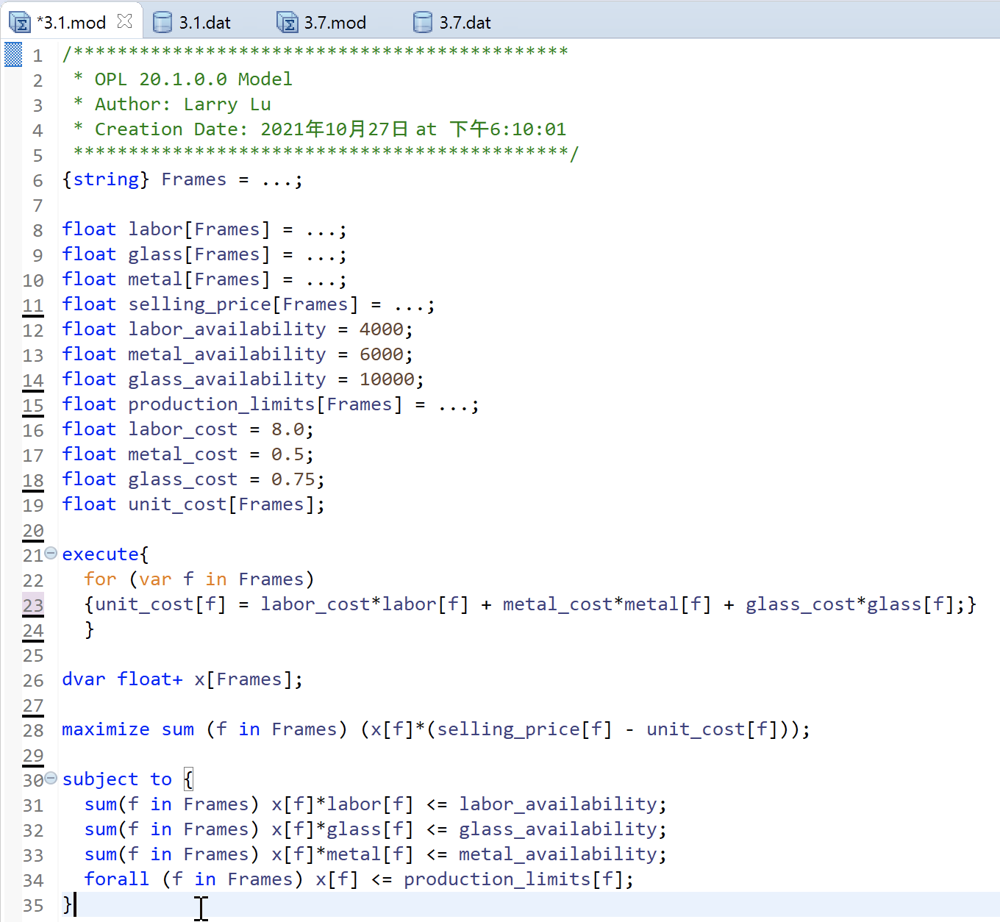 *3.1.mod 3.1.dat 3.7.mod 3.7.dat
1 /*********************************************
2  * OPL 20.1.0.0 Model
3  * Author: Larry Lu
4  * Creation Date: 2021年10月27日 at 下午6:10:01
5  *********************************************/
6 {string} Frames = ...;
7
8 float labor[Frames] = ...;
9 float glass[Frames] = ...;
10 float metal[Frames] = ...;
11 float selling_price[Frames] = ...;
12 float labor_availability = 4000;
13 float metal_availability = 6000;
14 float glass_availability = 10000;
15 float production_limits[Frames] = ...;
16 float labor_cost = 8.0;
17 float metal_cost = 0.5;
18 float glass_cost = 0.75;
19 float unit_cost[Frames];
20
21 execute{
22   for (var f in Frames)
23   {unit_cost[f] = labor_cost*labor[f] + metal_cost*metal[f] + glass_cost*glass[f];}
24   }
25
26 dvar float+ x[Frames];
27
28 maximize sum (f in Frames) (x[f]*(selling_price[f] - unit_cost[f]));
29
30 subject to {
31   sum(f in Frames) x[f]*labor[f] <= labor_availability;
32   sum(f in Frames) x[f]*glass[f] <= glass_availability;
33   sum(f in Frames) x[f]*metal[f] <= metal_availability;
34   forall (f in Frames) x[f] <= production_limits[f];
35 }